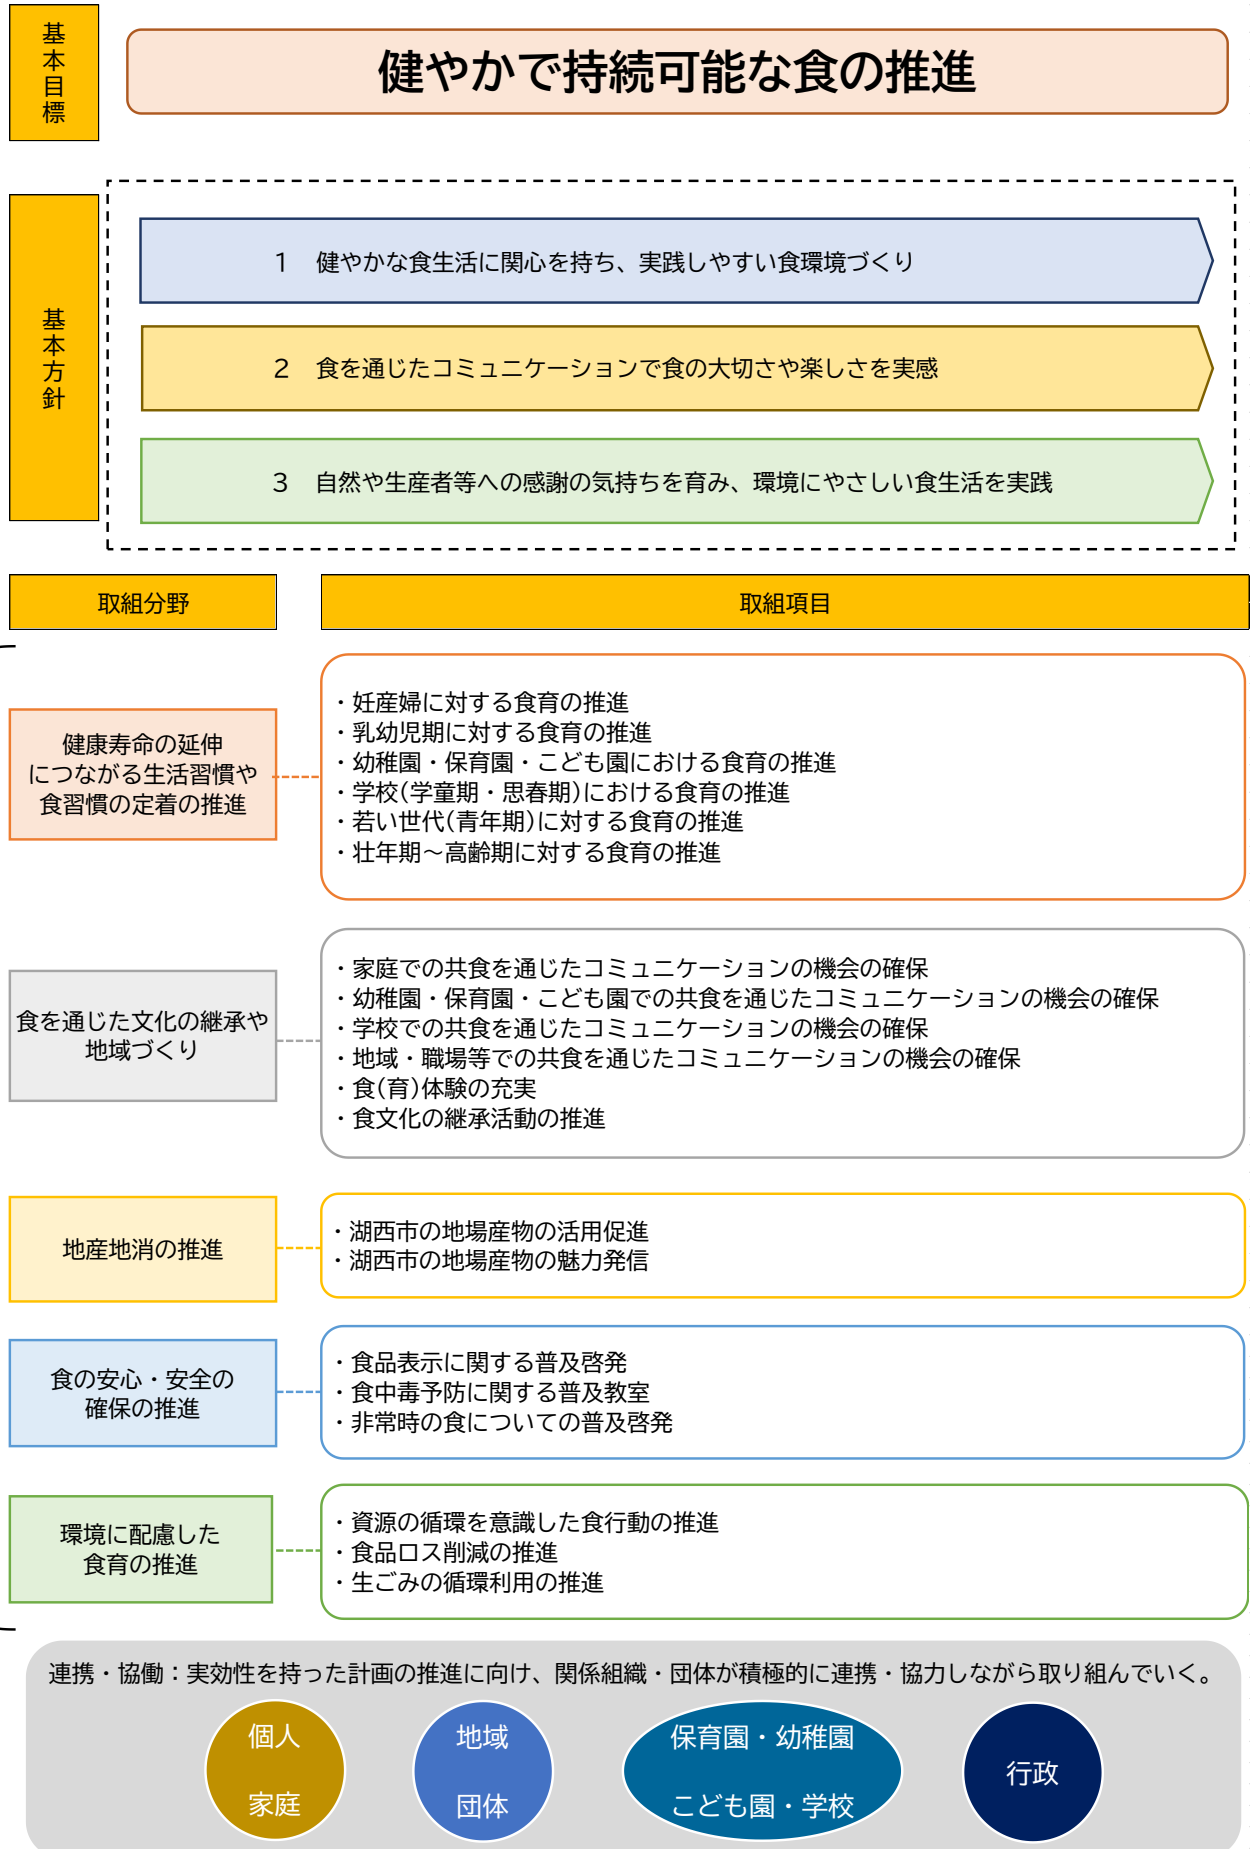 基本目標
健やかで持続可能な食の推進
基本方針
1 健やかな食生活に関心を持ち、実践しやすい食環境づくり
2 食を通じたコミュニケーションで食の大切さや楽しさを実感
3 自然や生産者等への感謝の気持ちを育み、環境にやさしい食生活を実践
取組分野
取組項目
健康寿命の延伸
につながる生活習慣や
食習慣の定着の推進
・妊産婦に対する食育の推進
・乳幼児期に対する食育の推進
・幼稚園・保育園・こども園における食育の推進
・学校(学童期・思春期)における食育の推進
・若い世代(青年期)に対する食育の推進
・壮年期～高齢期に対する食育の推進
食を通じた文化の継承や
地域づくり
・家庭での共食を通じたコミュニケーションの機会の確保
・幼稚園・保育園・こども園での共食を通じたコミュニケーションの機会の確保
・学校での共食を通じたコミュニケーションの機会の確保
・地域・職場等での共食を通じたコミュニケーションの機会の確保
・食(育)体験の充実
・食文化の継承活動の推進
地産地消の推進
・湖西市の地場産物の活用促進
・湖西市の地場産物の魅力発信
食の安心・安全の
確保の推進
・食品表示に関する普及啓発
・食中毒予防に関する普及教室
・非常時の食についての普及啓発
環境に配慮した
食育の推進
・資源の循環を意識した食行動の推進
・食品ロス削減の推進
・生ごみの循環利用の推進
連携・協働：実効性を持った計画の推進に向け、関係組織・団体が積極的に連携・協力しながら取り組んでいく。
個人
家庭
地域
団体
保育園・幼稚園
こども園・学校
行政